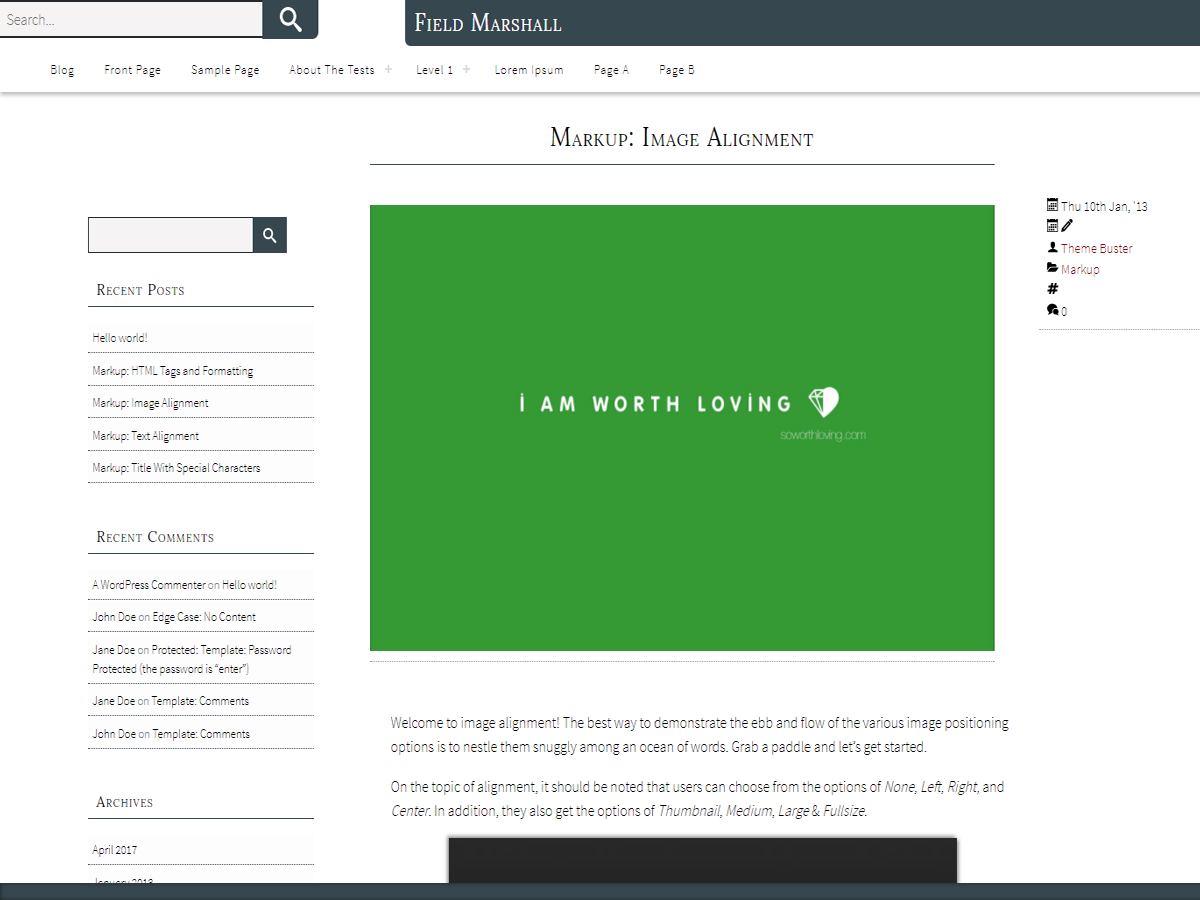 Search...
Field Marshall
Blog Front Page Sample Page About The Tests + Level 1 + Lorem Ipsum Page A Page B
Markup: Image Alignment
I AM WORTH LOVING
soworthloving.com
Thu 10th Jan, '13
Theme Buster
Markup
#
0
Recent Posts
Hello world!
Markup: HTML Tags and Formatting
Markup: Image Alignment
Markup: Text Alignment
Markup: Title With Special Characters
Recent Comments
A WordPress Commenter on Hello world!
John Doe on Edge Case: No Content
Jane Doe on Protected: Template: Password
Protected (the password is “enter”)
Jane Doe on Template: Comments
John Doe on Template: Comments
Archives
April 2017
January 2013
Welcome to image alignment! The best way to demonstrate the ebb and flow of the various image positioning
options is to nestle them snuggly among an ocean of words. Grab a paddle and let’s get started.
On the topic of alignment, it should be noted that users can choose from the options of None, Left, Right, and
Center. In addition, they also get the options of Thumbnail, Medium, Large & Fullsize.